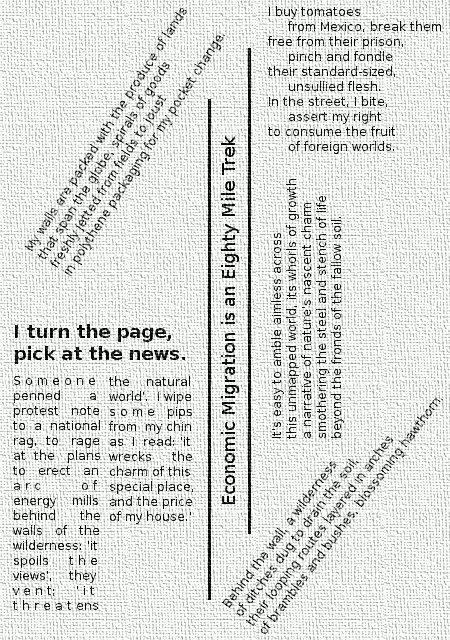 My walls are packed with the produce of lands
that span the globe, spirals of goods
freshly jetted from fields to joust
in polythene packaging for my pocket change.
I turn the page,
pick at the news.
Someone
penned a
protest note
to a national
rag, to rage
at the plans
to erect an
arc of
energy mills
behind the
walls of the
wilderness: 'it
spoils the
views', they
vent; 'it
threatens
the natural
world'. I wipe
some pips
from my chin
as I read: 'it
wrecks the
charm of this
special place,
and the price
of my house.'
Economic Migration is an Eighty Mile Trek
I buy tomatoes
from Mexico, break them
free from their prison,
pinch and fondle
their standard-sized,
unsullied flesh.
In the street, I bite,
assert my right
to consume the fruit
of foreign worlds.
It's easy to amble aimless across
this unmapped world, its whorls of growth
a narrative of nature's nascent charm
smothering the steel and stench of life
beyond the fronds of the fallow soil.
Behind the wall, a wilderness
of ditches dug to drain the soil,
their looping routes layered in arches
of brambles and bushes, blossoming hawthorn.